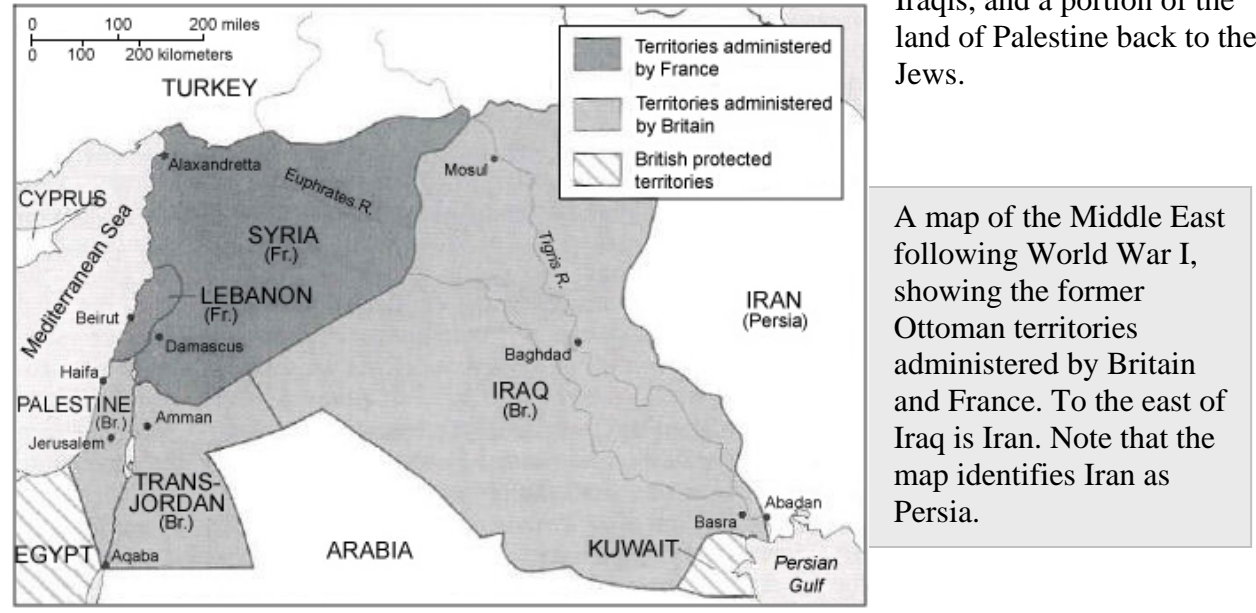 Iraqis, and a portion of the
land of Palestine back to the
Jews.
0 100 200 miles
0 100 200 kilometers
Territories administered
by France
Territories administered
by Britain
British protected
territories
TURKEY
Alaxandretta
Euphrates R.
Mosul
CYPRUS
Mediterranean Sea
SYRIA
(Fr.)
Tigris R.
LEBANON
(Fr.)
IRAN
(Persia)
Beirut
Damascus
Baghdad
Haifa
IRAQ
(Br.)
PALESTINE
(Br.)
Amman
Jerusalem
TRANS-
JORDAN
(Br.)
Abadan
Basra
EGYPT
Aqaba
ARABIA
KUWAIT
Persian
Gulf
A map of the Middle East
following World War I,
showing the former
Ottoman territories
administered by Britain
and France. To the east of
Iraq is Iran. Note that the
map identifies Iran as
Persia.